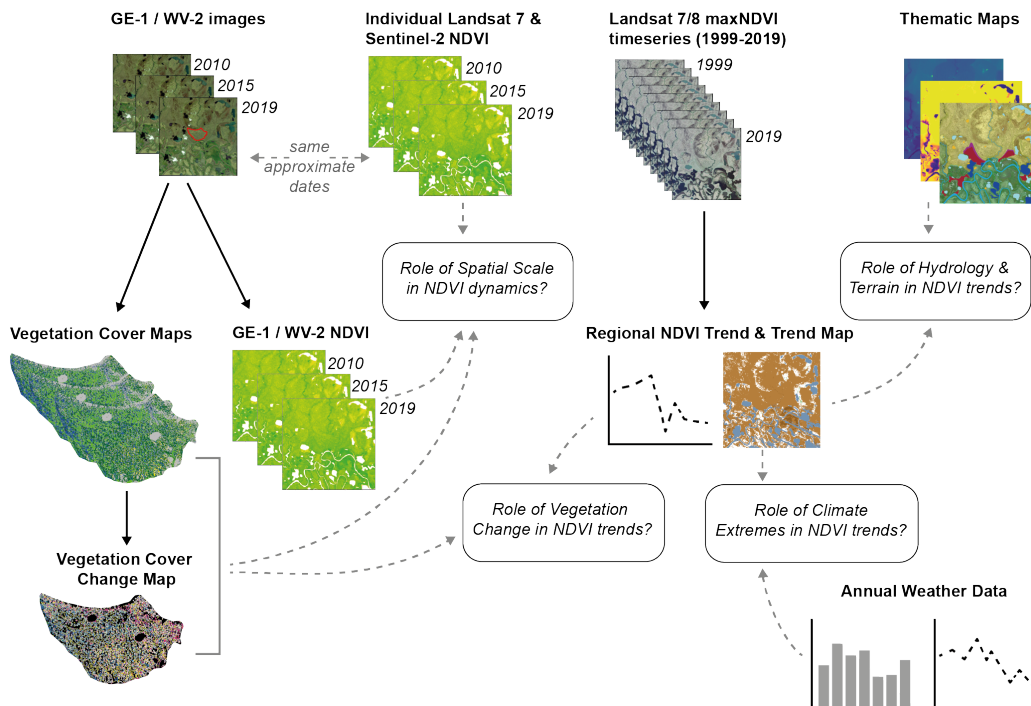 GE-1 / WV-2 images
2010
2015
2019
Individual Landsat 7 &
Sentinel-2 NDVI
2010
2015
2019
same
approximate
dates
Landsat 7/8 maxNDVI
timeseries (1999-2019)
1999
2019
Thematic Maps
Role of Spatial Scale
in NDVI dynamics?
Role of Hydrology &
Terrain in NDVI trends?
Vegetation Cover Maps
GE-1 / WV-2 NDVI
2010
2015
2019
Regional NDVI Trend & Trend Map
Role of Vegetation
Change in NDVI trends?
Role of Climate
Extremes in NDVI trends?
Vegetation Cover
Change Map
Annual Weather Data